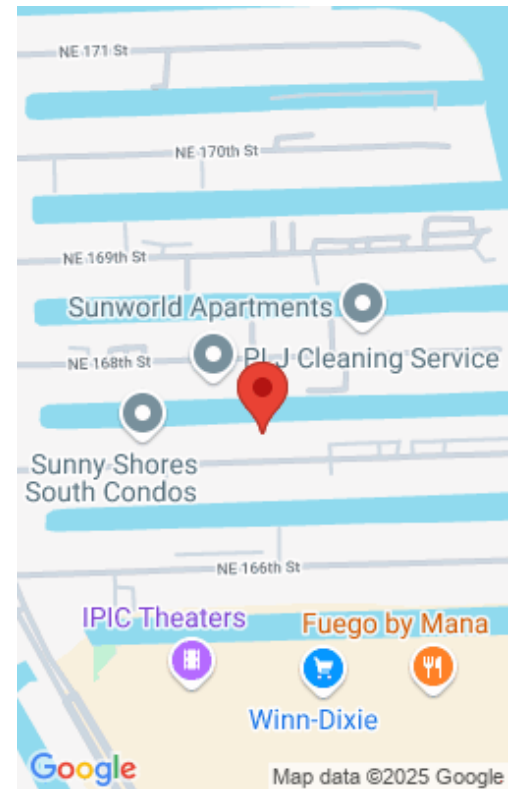 NE 171 St
NE 170th St
NE 169th St
Sunworld Apartments
PLJ Cleaning Service
NE 168th St
Sunny Shores
South Condos
NE 166th St
IPIC Theaters
Fuego by Mana
Winn-Dixie
Google
Map data ©2025 Google